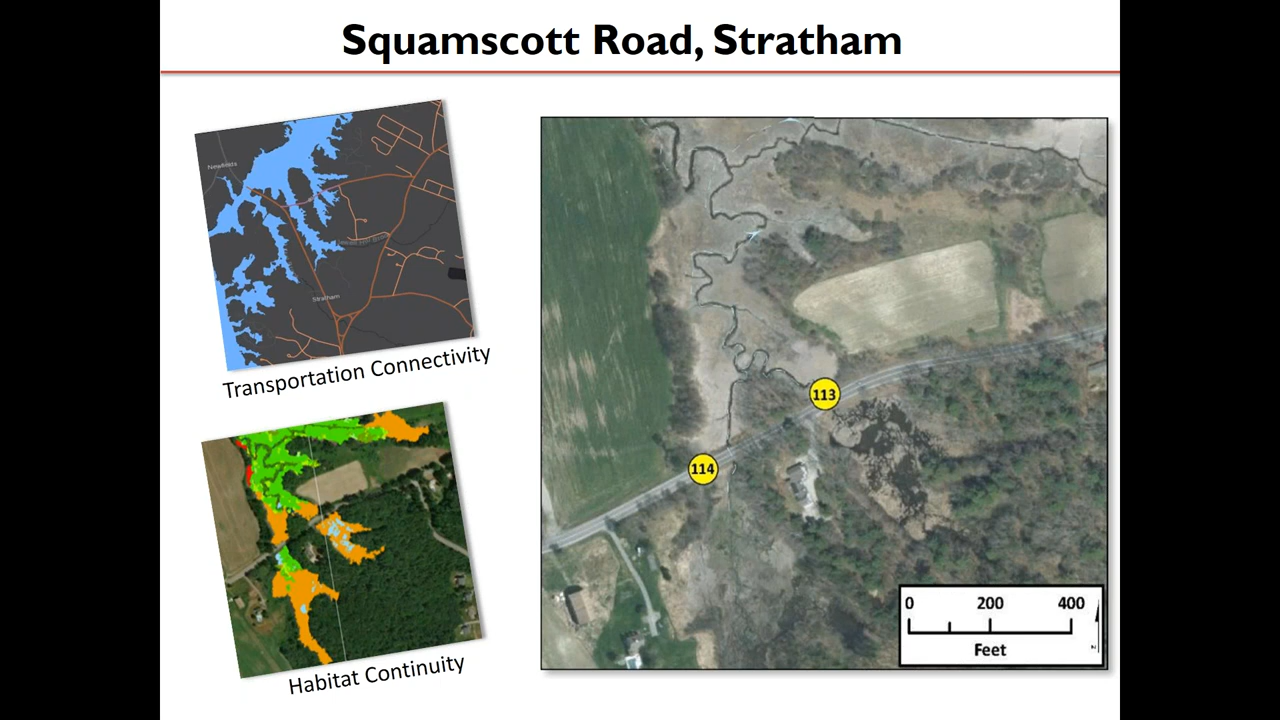 Squamscott Road, Stratham
Newfields
Stratham
Transportation Connectivity
Habitat Continuity
113
114
0 200 400
Feet
N